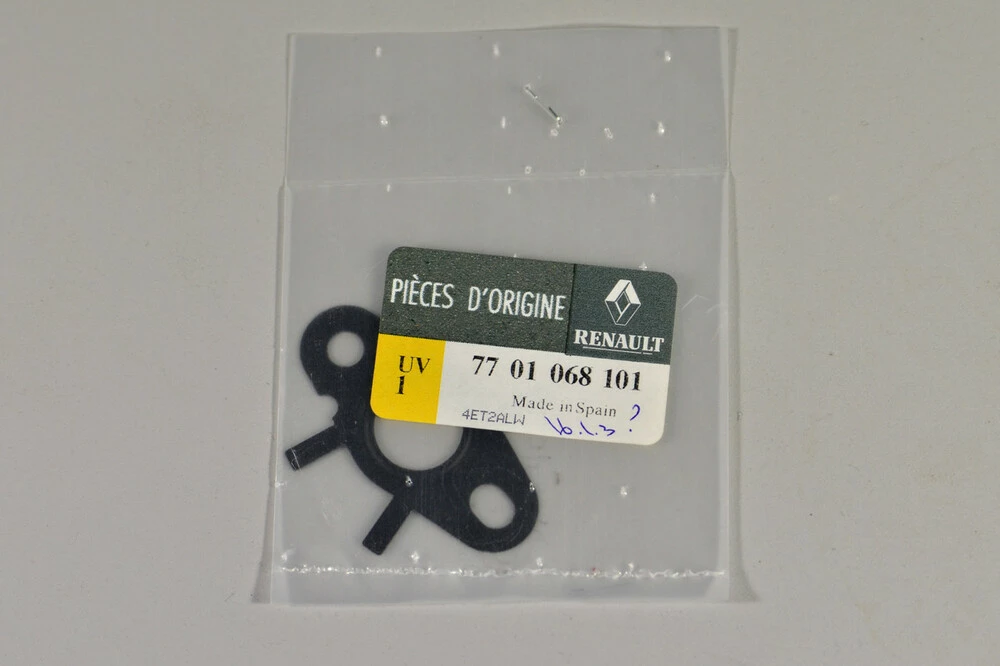 PIÈCES D'ORIGINE
RENAULT
UV
1
77 01 068 101
Made in Spain ?
4ET2ALW